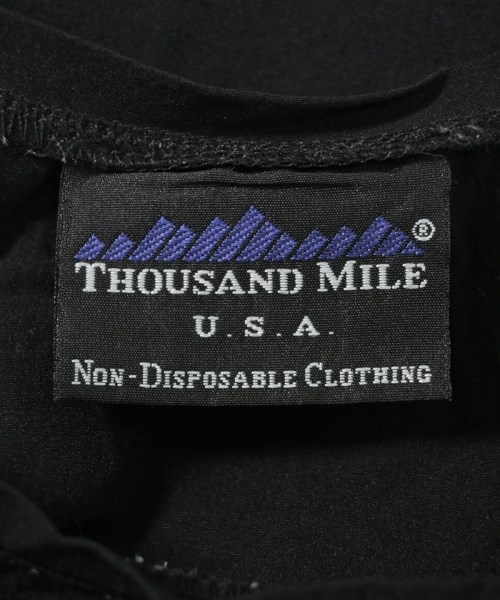 ®
THOUSAND MILE
U.S.A.
NON-DISPOSABLE CLOTHING